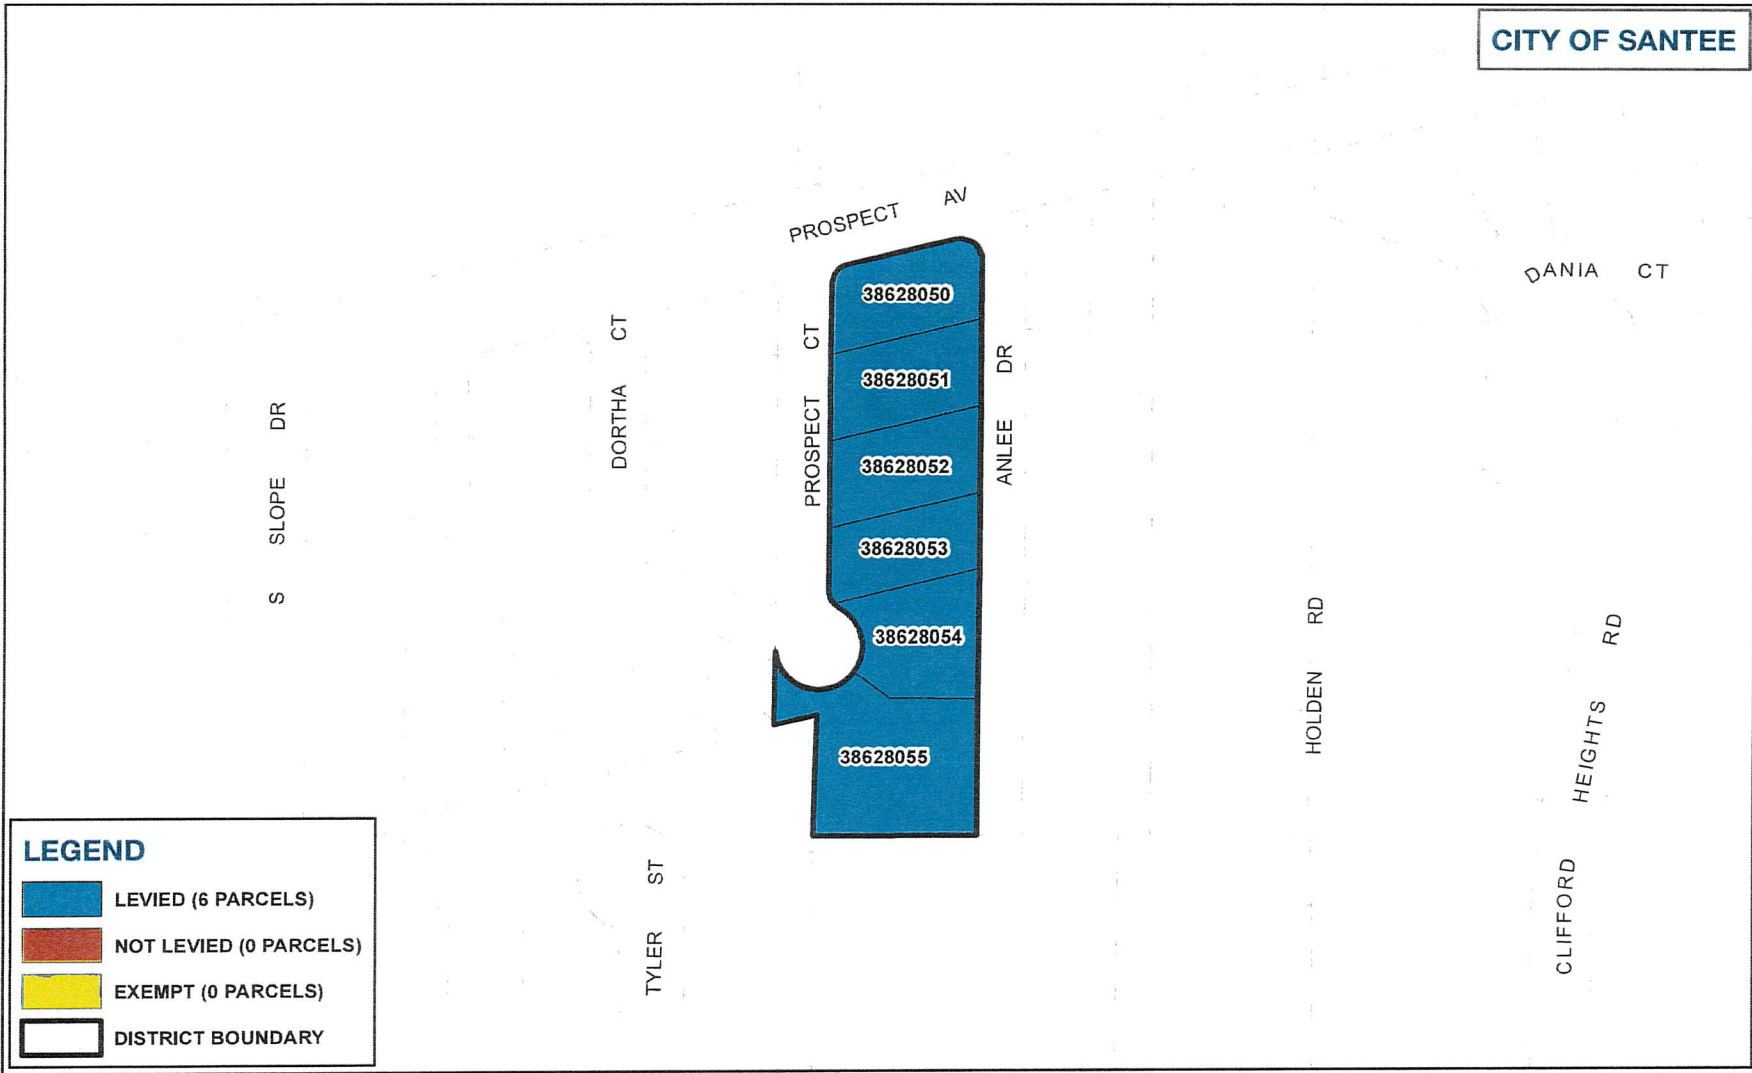 CITY OF SANTEE
PROSPECT AV
DANIA CT
S SLOPE DR
DORTHA CT
PROSPECT CT
ANLEE DR
HOLDEN RD
CLIFFORD HEIGHTS RD
TYLER ST
38628050
38628051
38628052
38628053
38628054
38628055
LEGEND
LEVIED (6 PARCELS)
NOT LEVIED (0 PARCELS)
EXEMPT (0 PARCELS)
DISTRICT BOUNDARY